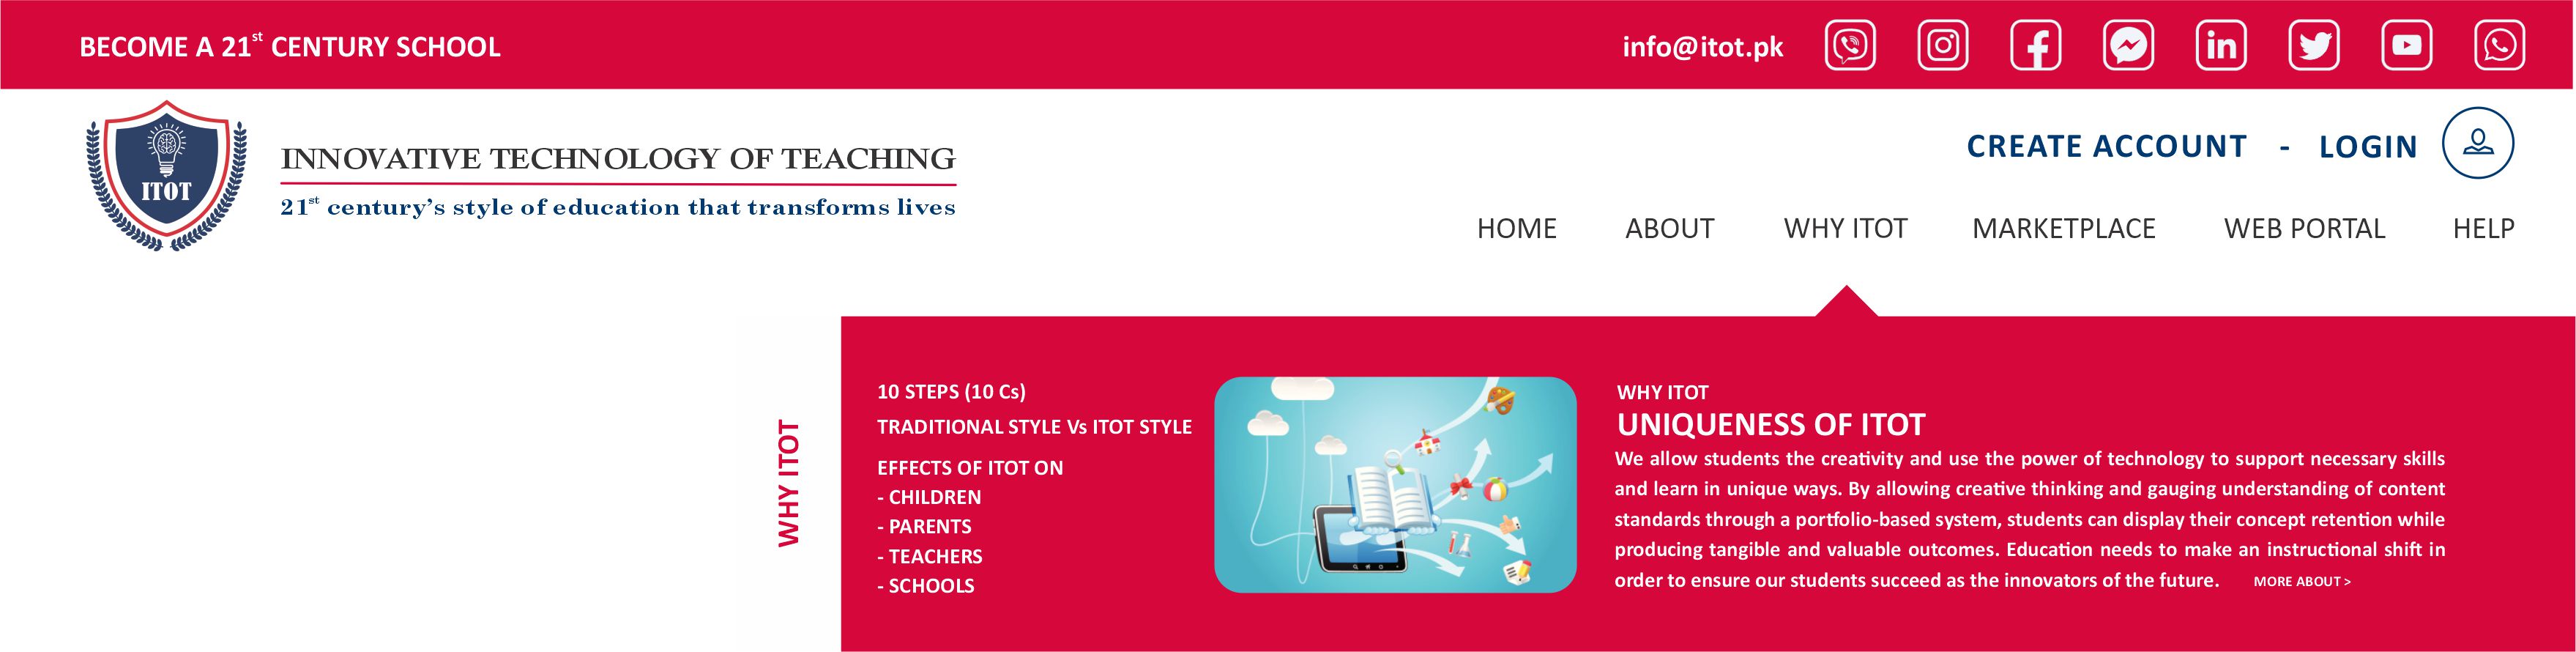 BECOME A 21st CENTURY SCHOOL
info@itot.pk
ITOT
INNOVATIVE TECHNOLOGY OF TEACHING
21st century's style of education that transforms lives
CREATE ACCOUNT - LOGIN
HOME ABOUT WHY ITOT MARKETPLACE WEB PORTAL HELP
WHY ITOT
10 STEPS (10 Cs)
TRADITIONAL STYLE Vs ITOT STYLE
EFFECTS OF ITOT ON
- CHILDREN
- PARENTS
- TEACHERS
- SCHOOLS
WHY ITOT
UNIQUENESS OF ITOT
We allow students the creativity and use the power of technology to support necessary skills
and learn in unique ways. By allowing creative thinking and gauging understanding of content
standards through a portfolio-based system, students can display their concept retention while
producing tangible and valuable outcomes. Education needs to make an instructional shift in
order to ensure our students succeed as the innovators of the future. MORE ABOUT >